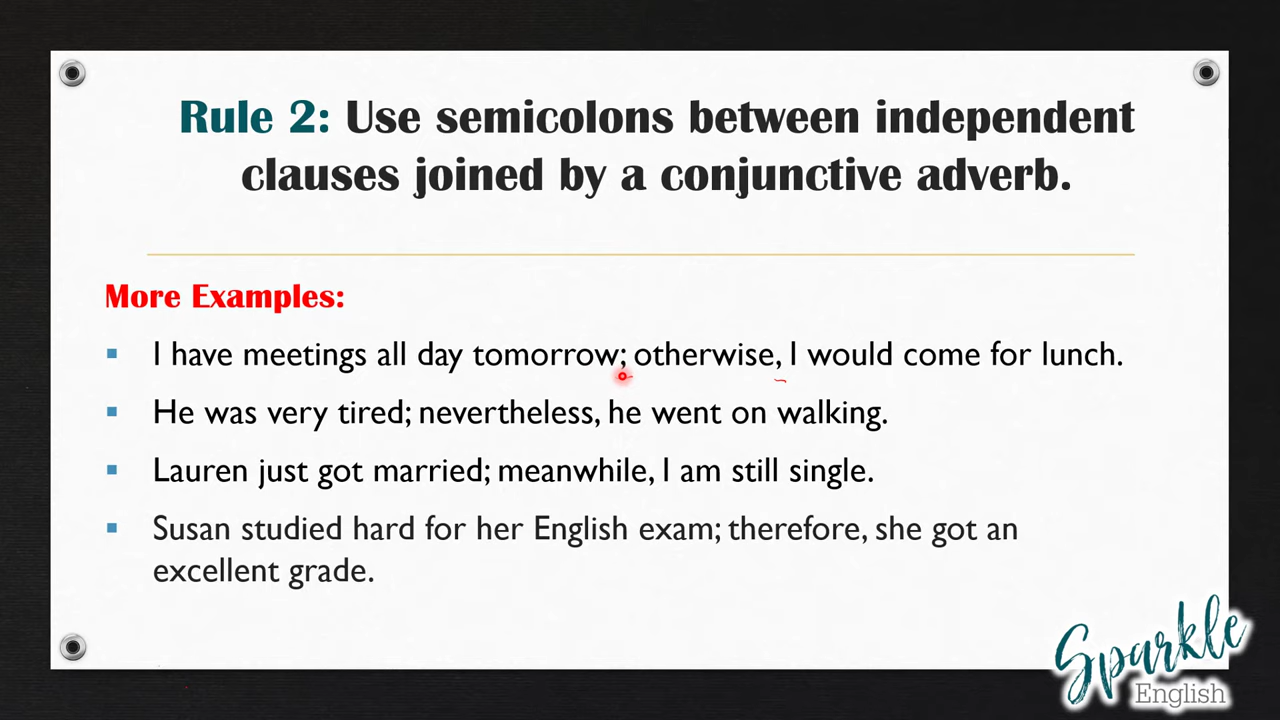 Rule 2: Use semicolons between independent
clauses joined by a conjunctive adverb.
More Examples:
▪ I have meetings all day tomorrow; otherwise, I would come for lunch.
▪ He was very tired; nevertheless, he went on walking.
▪ Lauren just got married; meanwhile, I am still single.
▪ Susan studied hard for her English exam; therefore, she got an
excellent grade.
Sparkle
English